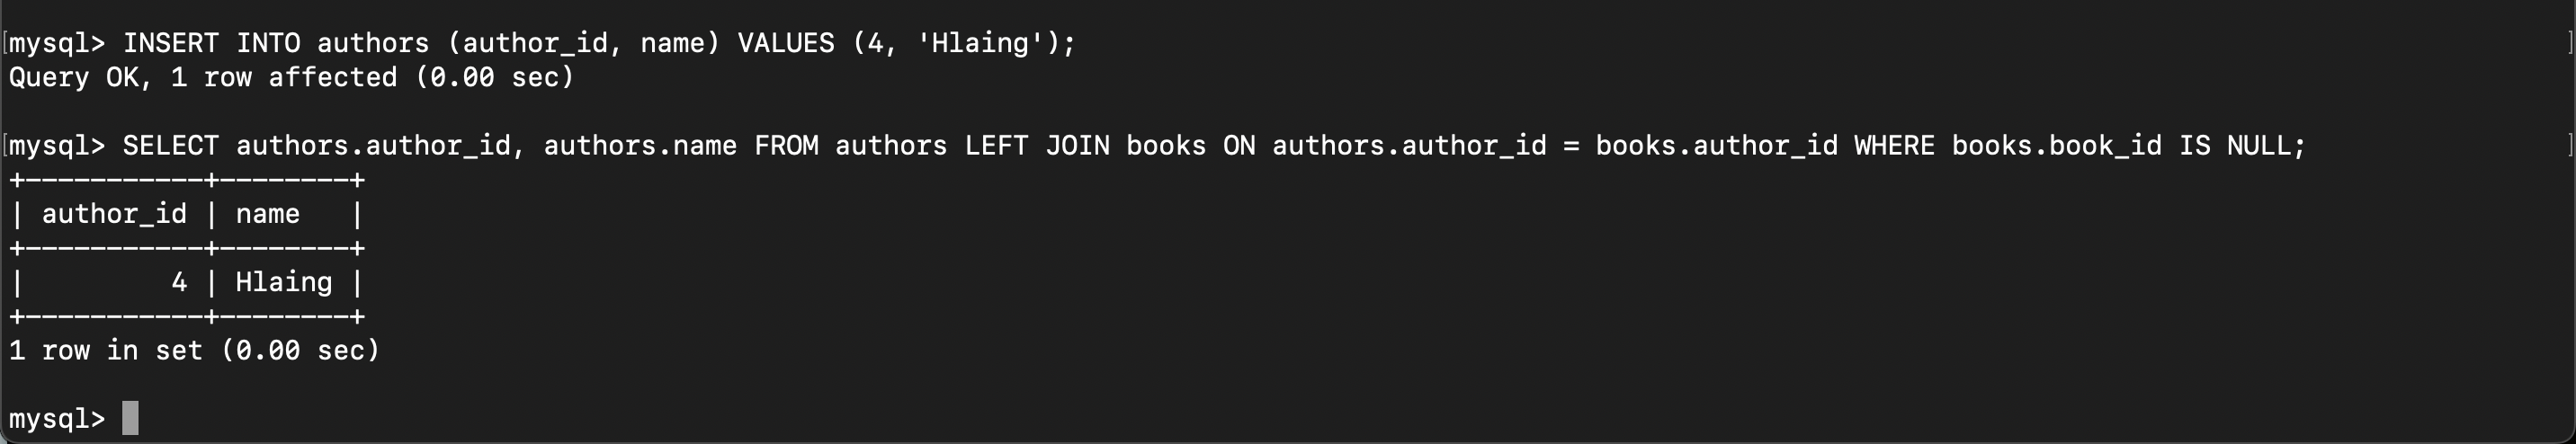 [mysql> INSERT INTO authors (author_id, name) VALUES (4, 'Hlaing'); ]
Query OK, 1 row affected (0.00 sec)
[mysql> SELECT authors.author_id, authors.name FROM authors LEFT JOIN books ON authors.author_id = books.author_id WHERE books.book_id IS NULL; ]
+-----------+--------+
| author_id | name   |
+-----------+--------+
|         4 | Hlaing |
+-----------+--------+
1 row in set (0.00 sec)
mysql>